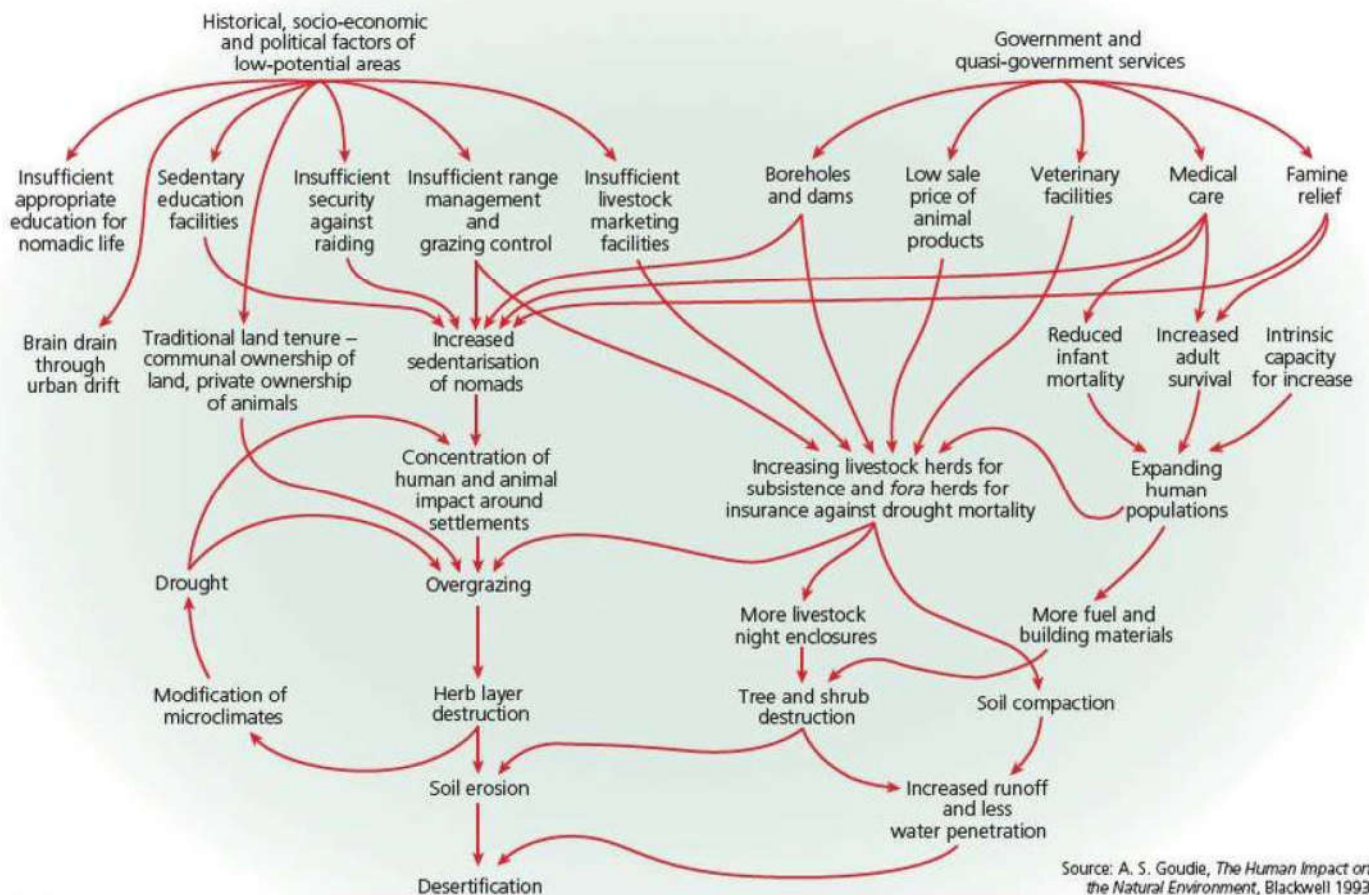 Historical, socio-economic
and political factors of
low-potential areas
Government and
quasi-government services
Insufficient
appropriate
education for
nomadic life
Sedentary
education
facilities
Insufficient
security
against
raiding
Insufficient range
management
and
grazing control
Insufficient
livestock
marketing
facilities
Boreholes
and dams
Low sale
price of
animal
products
Veterinary
facilities
Medical
care
Famine
relief
Brain drain
through
urban drift
Traditional land tenure –
communal ownership of
land, private ownership
of animals
Increased
sedentarisation
of nomads
Reduced
infant
mortality
Increased
adult
survival
Intrinsic
capacity
for increase
Concentration of
human and animal
impact around
settlements
Increasing livestock herds for
subsistence and fora herds for
insurance against drought mortality
Expanding
human
populations
Drought
Overgrazing
More livestock
night enclosures
More fuel and
building materials
Modification of
microclimates
Herb layer
destruction
Tree and shrub
destruction
Soil compaction
Soil erosion
Increased runoff
and less
water penetration
Desertification
Source: A. S. Goudie, The Human Impact on
the Natural Environment, Blackwell